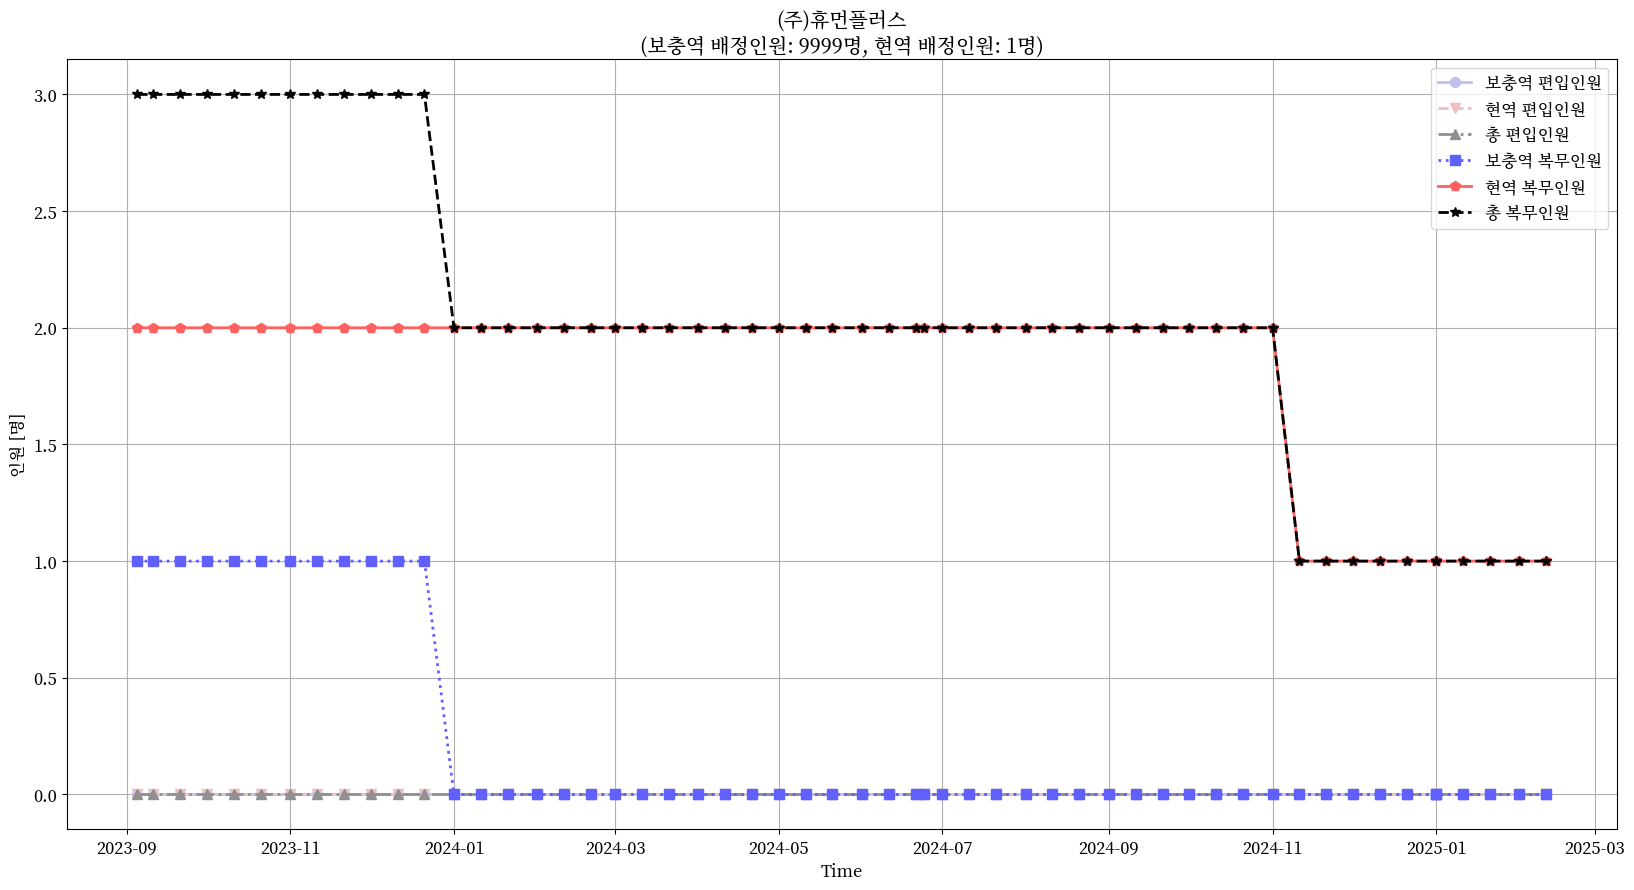 (주)휴먼플러스
(보충역 배정인원: 9999명, 현역 배정인원: 1명)
보충역 편입인원
현역 편입인원
총 편입인원
보충역 복무인원
현역 복무인원
총 복무인원
인원 [명]
3.0
2.5
2.0
1.5
1.0
0.5
0.0
2023-09
2023-11
2024-01
2024-03
2024-05
2024-07
2024-09
2024-11
2025-01
2025-03
Time